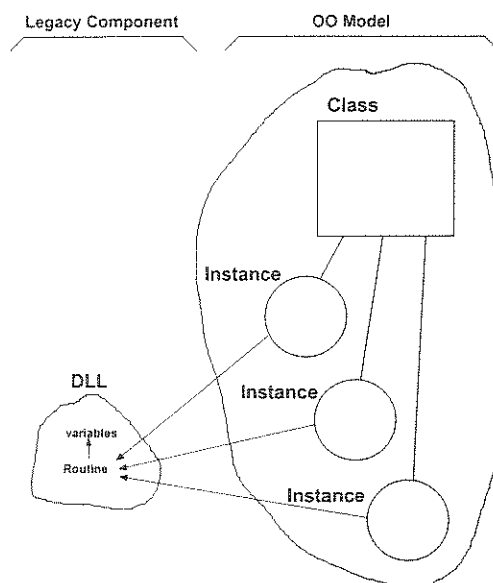 Legacy Component
OO Model
Class
Instance
Instance
DLL
variables
Routine
Instance